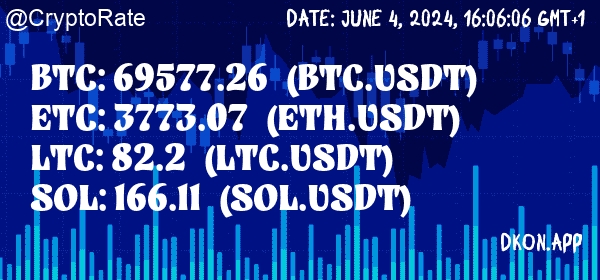 @CryptoRate
DATE: JUNE 4, 2024, 16:06:06 GMT+1
BTC: 69577.26 (BTC.USDT)
ETC: 3773.07 (ETH.USDT)
LTC: 82.2 (LTC.USDT)
SOL: 166.11 (SOL.USDT)
DKON.APP